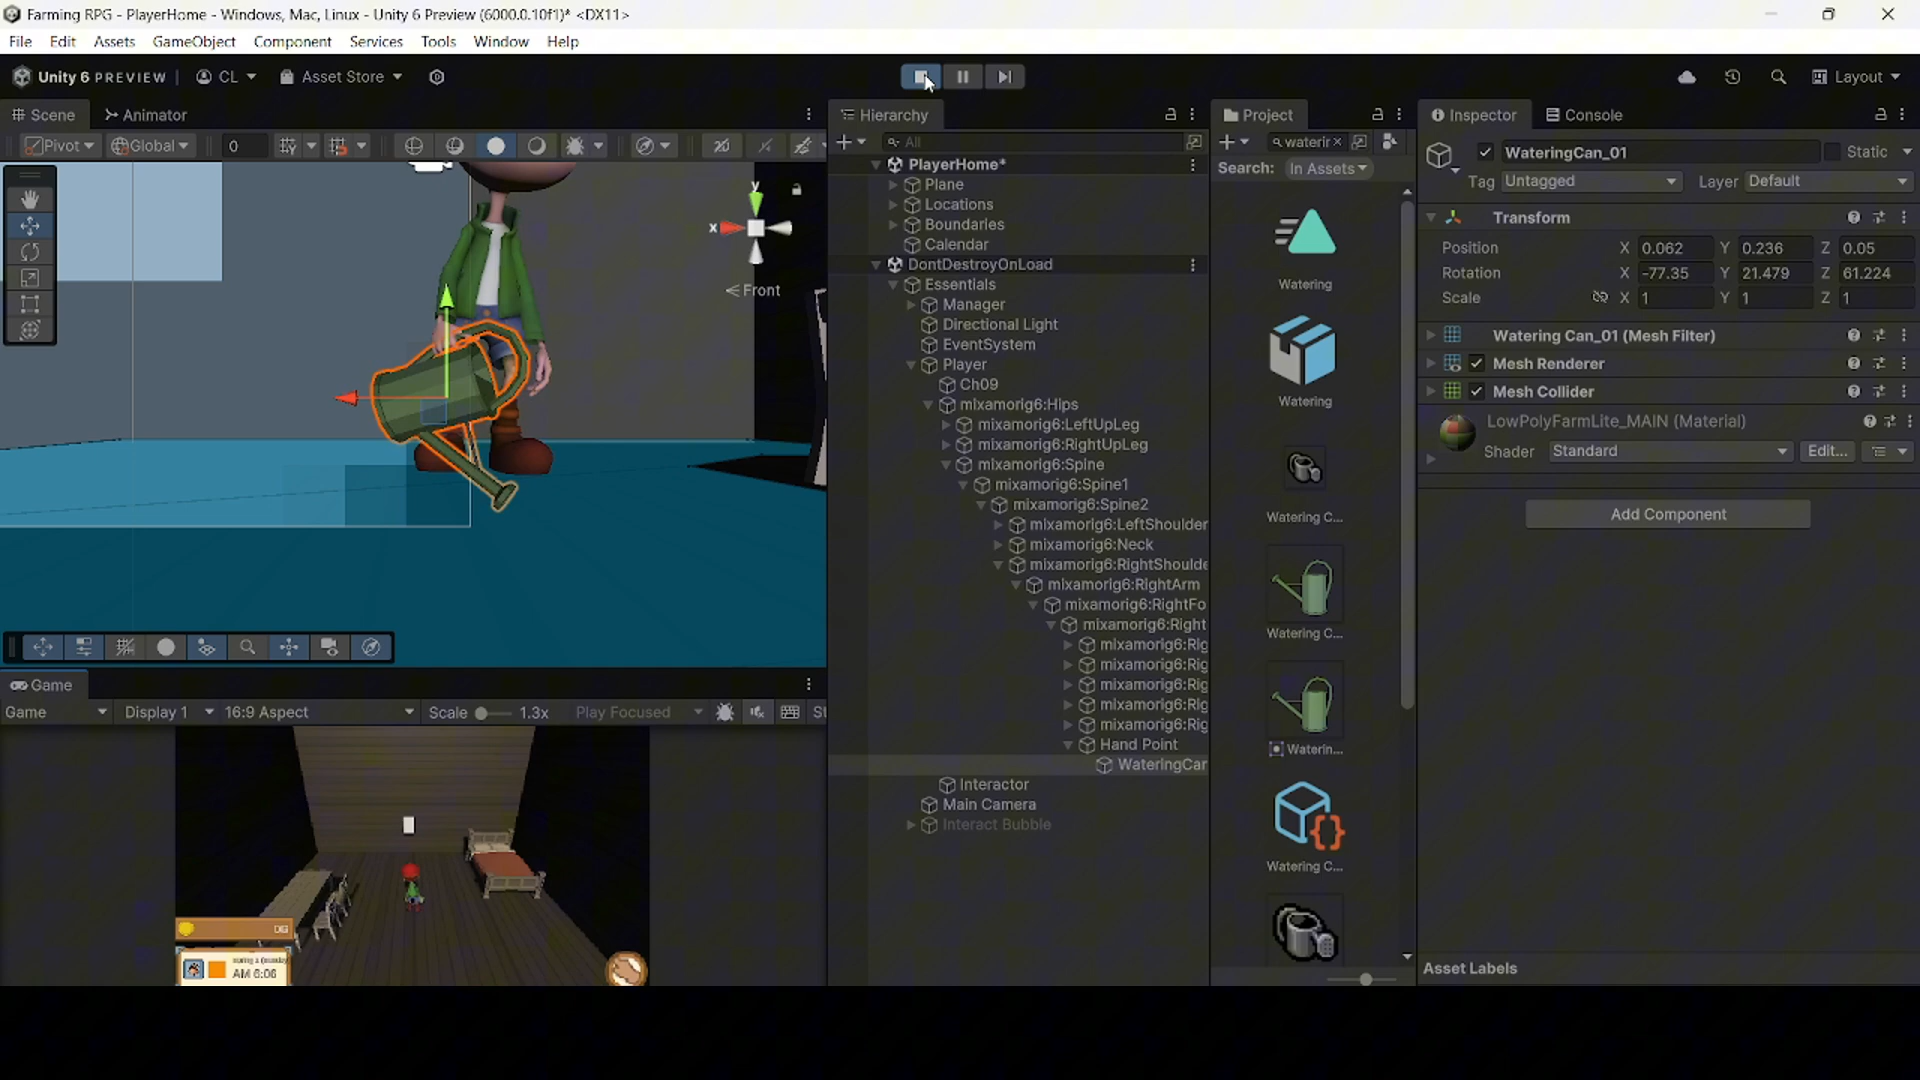 Farming RPG - PlayerHome - Windows, Mac, Linux - Unity 6 Preview (6000.0.10f1)* <DX11>
File Edit Assets GameObject Component Services Tools Window Help
Unity 6 PREVIEW CL Asset Store Layout
Scene Animator
Pivot Global 0
y
x
Front
Game
Game Display 1 16:9 Aspect Scale 1.3x Play Focused St
0G
AM 6:06
Hierarchy
All
PlayerHome*
Plane
Locations
Boundaries
Calendar
DontDestroyOnLoad
Essentials
Manager
Directional Light
EventSystem
Player
Ch09
mixamorig6:Hips
mixamorig6:LeftUpLeg
mixamorig6:RightUpLeg
mixamorig6:Spine
mixamorig6:Spine1
mixamorig6:Spine2
mixamorig6:LeftShoulder
mixamorig6:Neck
mixamorig6:RightShoulde
mixamorig6:RightArm
mixamorig6:RightFo
mixamorig6:Right
mixamorig6:Rig
mixamorig6:Rig
mixamorig6:Rig
mixamorig6:Rig
mixamorig6:Rig
Hand Point
WateringCar
Interactor
Main Camera
Interact Bubble
Project
waterir
Search: In Assets
Watering
Watering
Watering C...
Watering C...
Waterin...
Watering C...
Inspector Console
WateringCan_01 Static
Tag Untagged Layer Default
Transform
Position X 0.062 Y 0.236 Z 0.05
Rotation X -77.35 Y 21.479 Z 61.224
Scale X 1 Y 1 Z 1
Watering Can_01 (Mesh Filter)
Mesh Renderer
Mesh Collider
LowPolyFarmLite_MAIN (Material)
Shader Standard Edit...
Add Component
Asset Labels